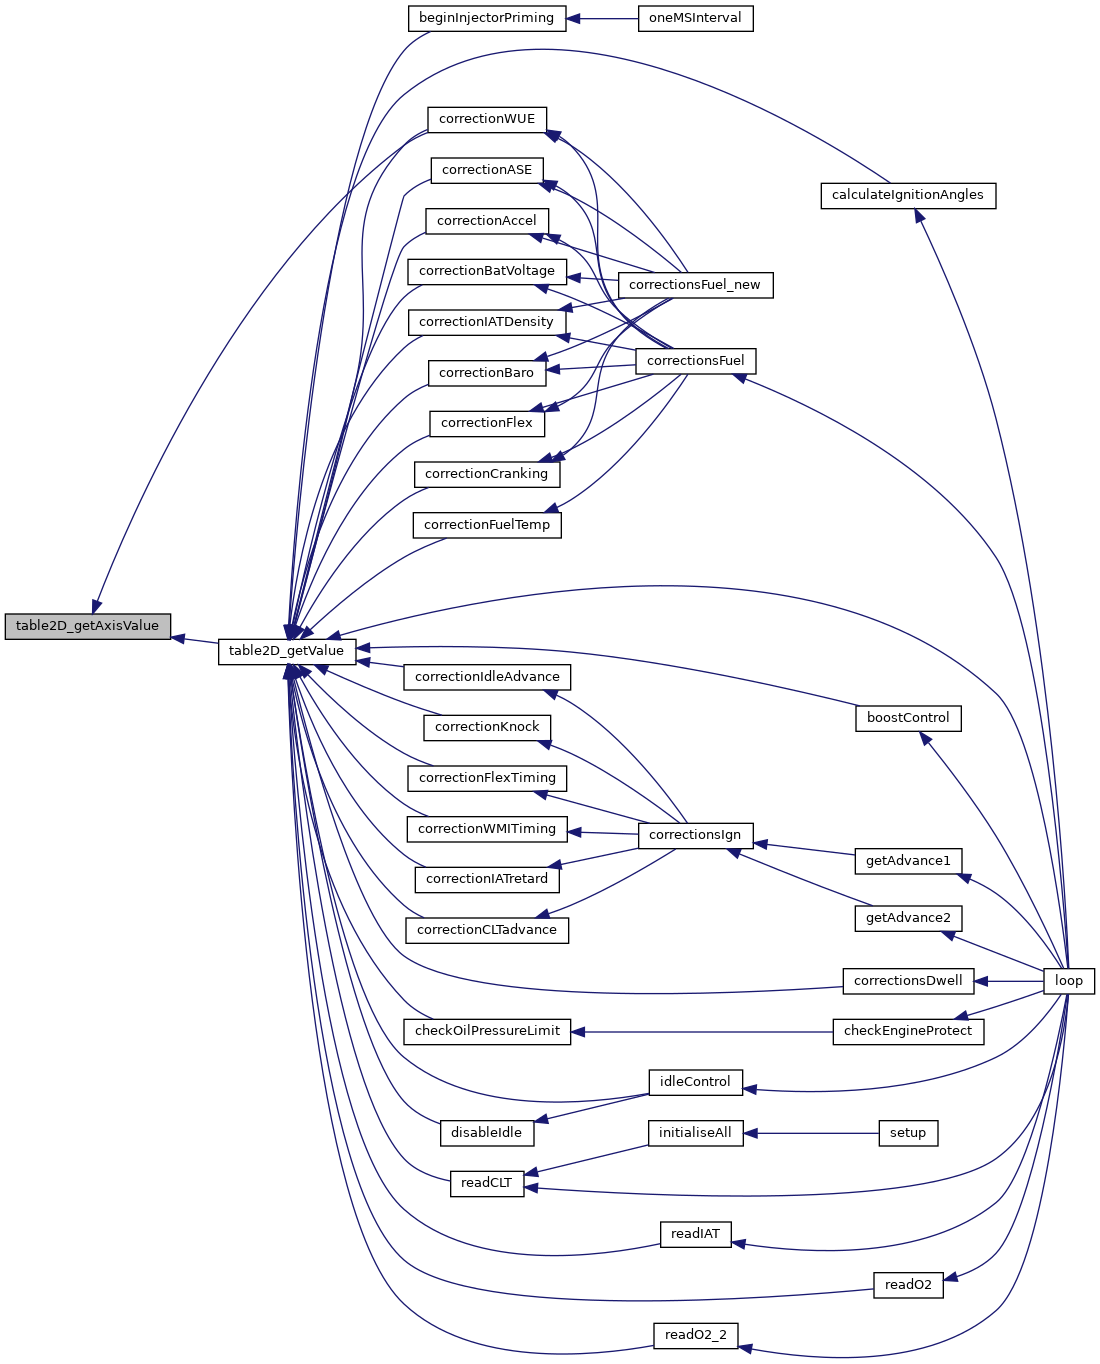 beginInjectorPriming
oneMSInterval
correctionWUE
correctionASE
calculateIgnitionAngles
correctionAccel
correctionBatVoltage
correctionsFuel_new
correctionIATDensity
correctionsFuel
correctionBaro
correctionFlex
correctionCranking
correctionFuelTemp
table2D_getAxisValue
table2D_getValue
correctionIdleAdvance
boostControl
correctionKnock
correctionFlexTiming
correctionWMITiming
correctionsIgn
getAdvance1
correctionIATretard
getAdvance2
correctionCLTadvance
correctionsDwell
loop
checkOilPressureLimit
checkEngineProtect
idleControl
disableIdle
initialiseAll
setup
readCLT
readIAT
readO2
readO2_2